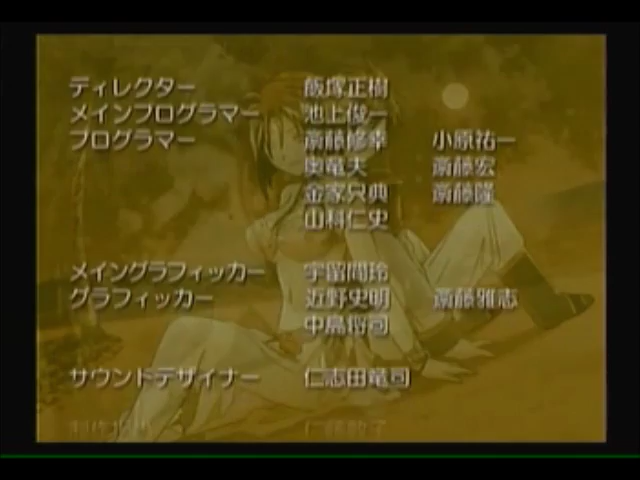 ディレクター 飯塚正樹
メインプログラマー 池上俊一
プログラマー 斎藤修幸 小原祐一
奥竜夫 斎藤宏
金家只典 斎藤隆
山科仁史
メイングラフィッカー 宇留間玲
グラフィッカー 近野史明 斎藤雅志
中島将司
サウンドデザイナー 仁志田竜司